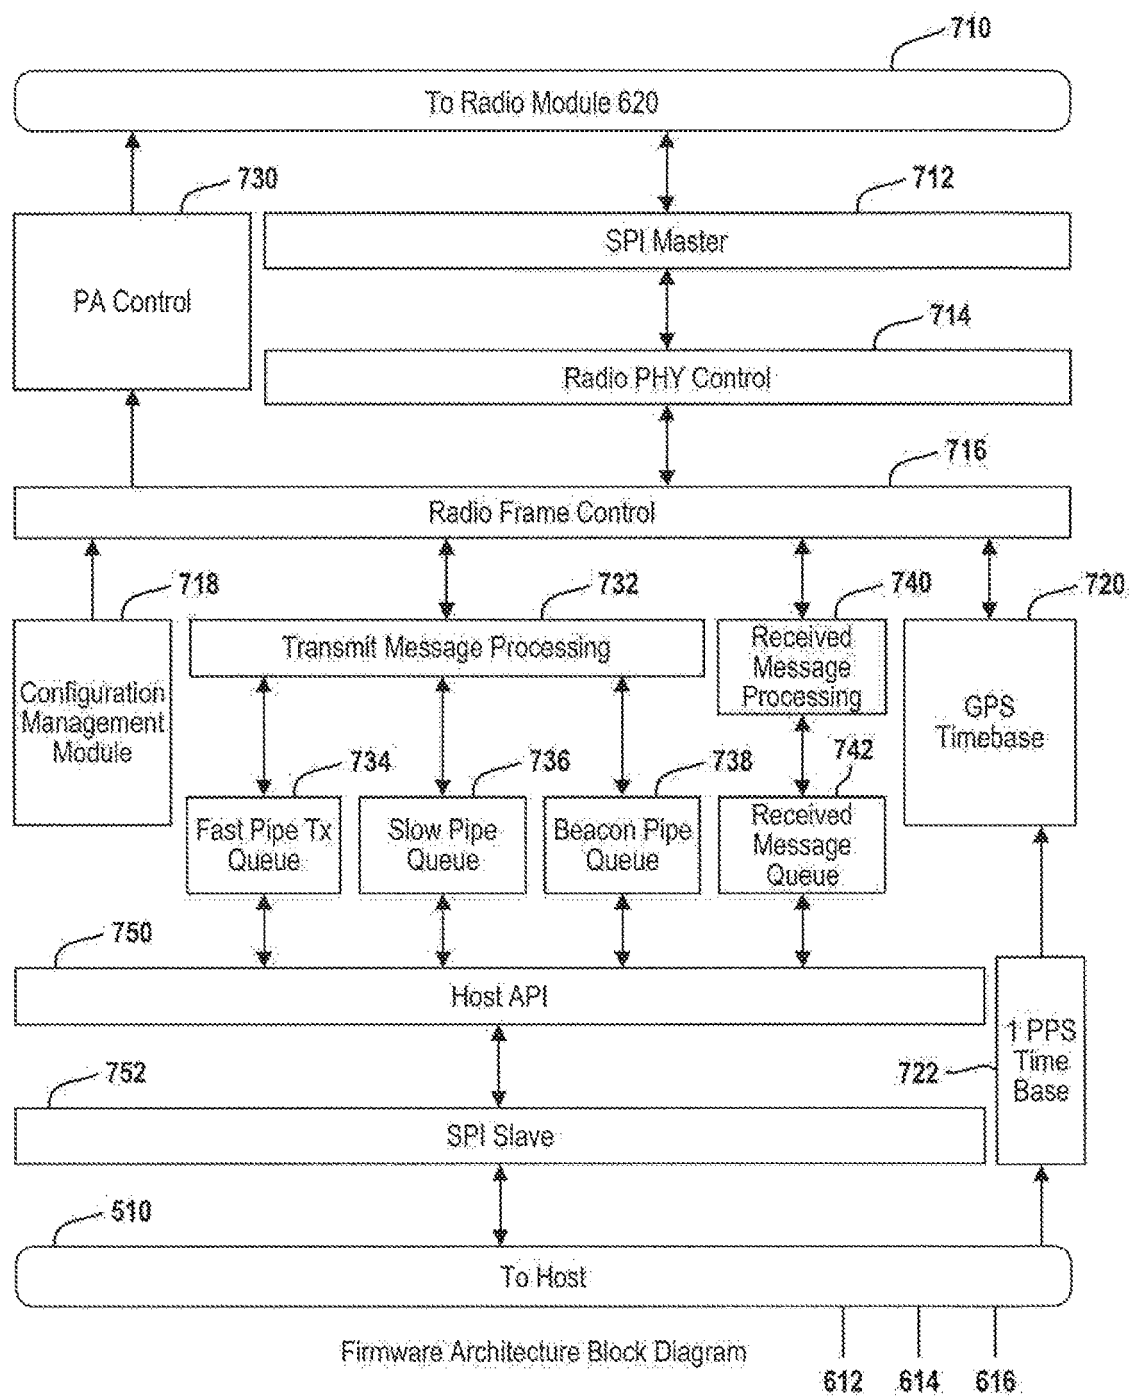 710
To Radio Module 620
730
712
SPI Master
PA Control
714
Radio PHY Control
716
Radio Frame Control
718
732
740
720
Transmit Message Processing
Received
Message
Processing
Configuration
Management
Module
GPS
Timebase
734
736
738
742
Fast Pipe Tx
Queue
Slow Pipe
Queue
Beacon Pipe
Queue
Received
Message
Queue
750
Host API
1 PPS
Time
Base
722
752
SPI Slave
510
To Host
Firmware Architecture Block Diagram
612
614
616